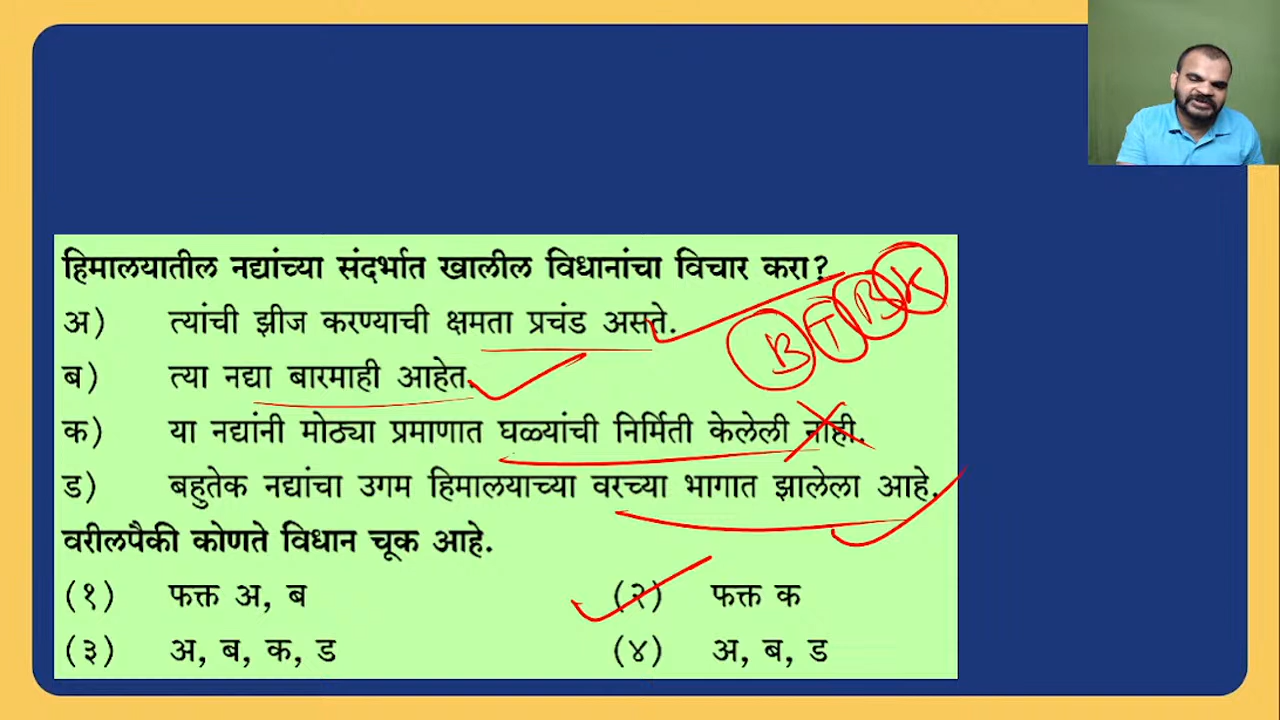 हिमालयातील नद्यांच्या संदर्भात खालील विधानांचा विचार करा?
अ) त्यांची झीज करण्याची क्षमता प्रचंड असते.
ब) त्या नद्या बारमाही आहेत.
क) या नद्यांनी मोठ्या प्रमाणात घळ्यांची निर्मिती केलेली नाही.
ड) बहुतेक नद्यांचा उगम हिमालयाच्या वरच्या भागात झालेला आहे.
वरीलपैकी कोणते विधान चूक आहे.
(१) फक्त अ, ब (२) फक्त क
(३) अ, ब, क, ड (४) अ, ब, ड
B T B K